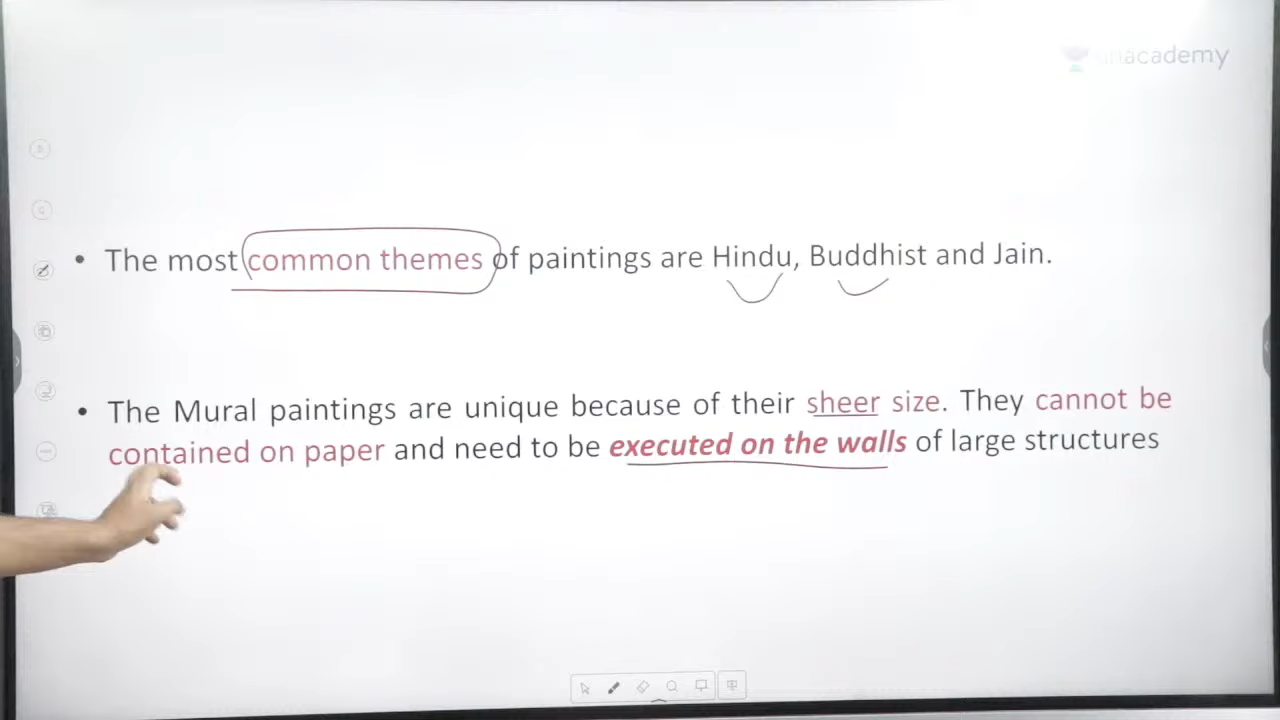 unacademy
• The most common themes of paintings are Hindu, Buddhist and Jain.
• The Mural paintings are unique because of their sheer size. They cannot be
contained on paper and need to be executed on the walls of large structures